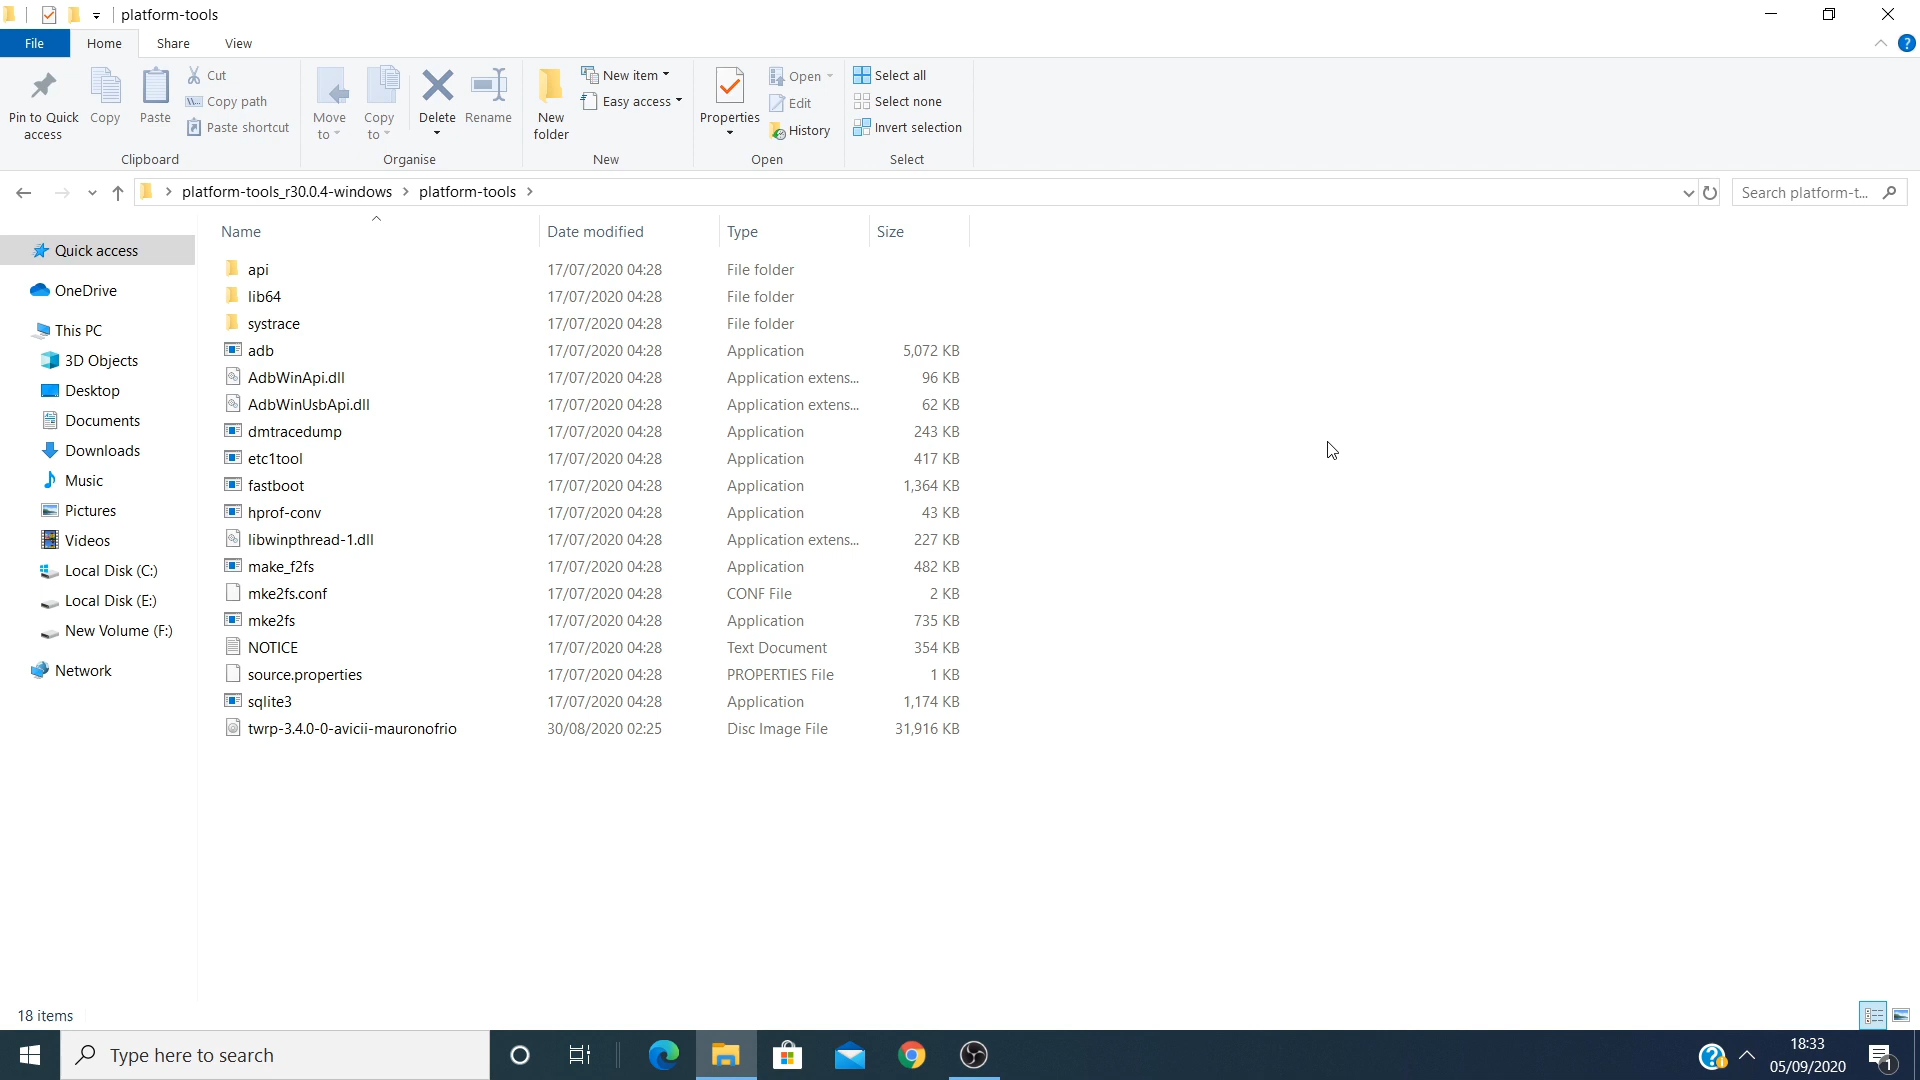 platform-tools
File Home Share View
Pin to Quick access
Copy
Paste
Cut
Copy path
Paste shortcut
Clipboard
Move to
Copy to
Delete
Rename
Organise
New folder
New item
Easy access
New
Properties
Open
Edit
History
Open
Select all
Select none
Invert selection
Select
platform-tools_r30.0.4-windows > platform-tools >
Search platform-t...
Quick access
OneDrive
This PC
3D Objects
Desktop
Documents
Downloads
Music
Pictures
Videos
Local Disk (C:)
Local Disk (E:)
New Volume (F:)
Network
Name Date modified Type Size
api 17/07/2020 04:28 File folder
lib64 17/07/2020 04:28 File folder
systrace 17/07/2020 04:28 File folder
adb 17/07/2020 04:28 Application 5,072 KB
AdbWinApi.dll 17/07/2020 04:28 Application extens... 96 KB
AdbWinUsbApi.dll 17/07/2020 04:28 Application extens... 62 KB
dmtracedump 17/07/2020 04:28 Application 243 KB
etc1tool 17/07/2020 04:28 Application 417 KB
fastboot 17/07/2020 04:28 Application 1,364 KB
hprof-conv 17/07/2020 04:28 Application 43 KB
libwinpthread-1.dll 17/07/2020 04:28 Application extens... 227 KB
make_f2fs 17/07/2020 04:28 Application 482 KB
mke2fs.conf 17/07/2020 04:28 CONF File 2 KB
mke2fs 17/07/2020 04:28 Application 735 KB
NOTICE 17/07/2020 04:28 Text Document 354 KB
source.properties 17/07/2020 04:28 PROPERTIES File 1 KB
sqlite3 17/07/2020 04:28 Application 1,174 KB
twrp-3.4.0-0-avicii-mauronofrio 30/08/2020 02:25 Disc Image File 31,916 KB
18 items
Type here to search
18:33
05/09/2020
1